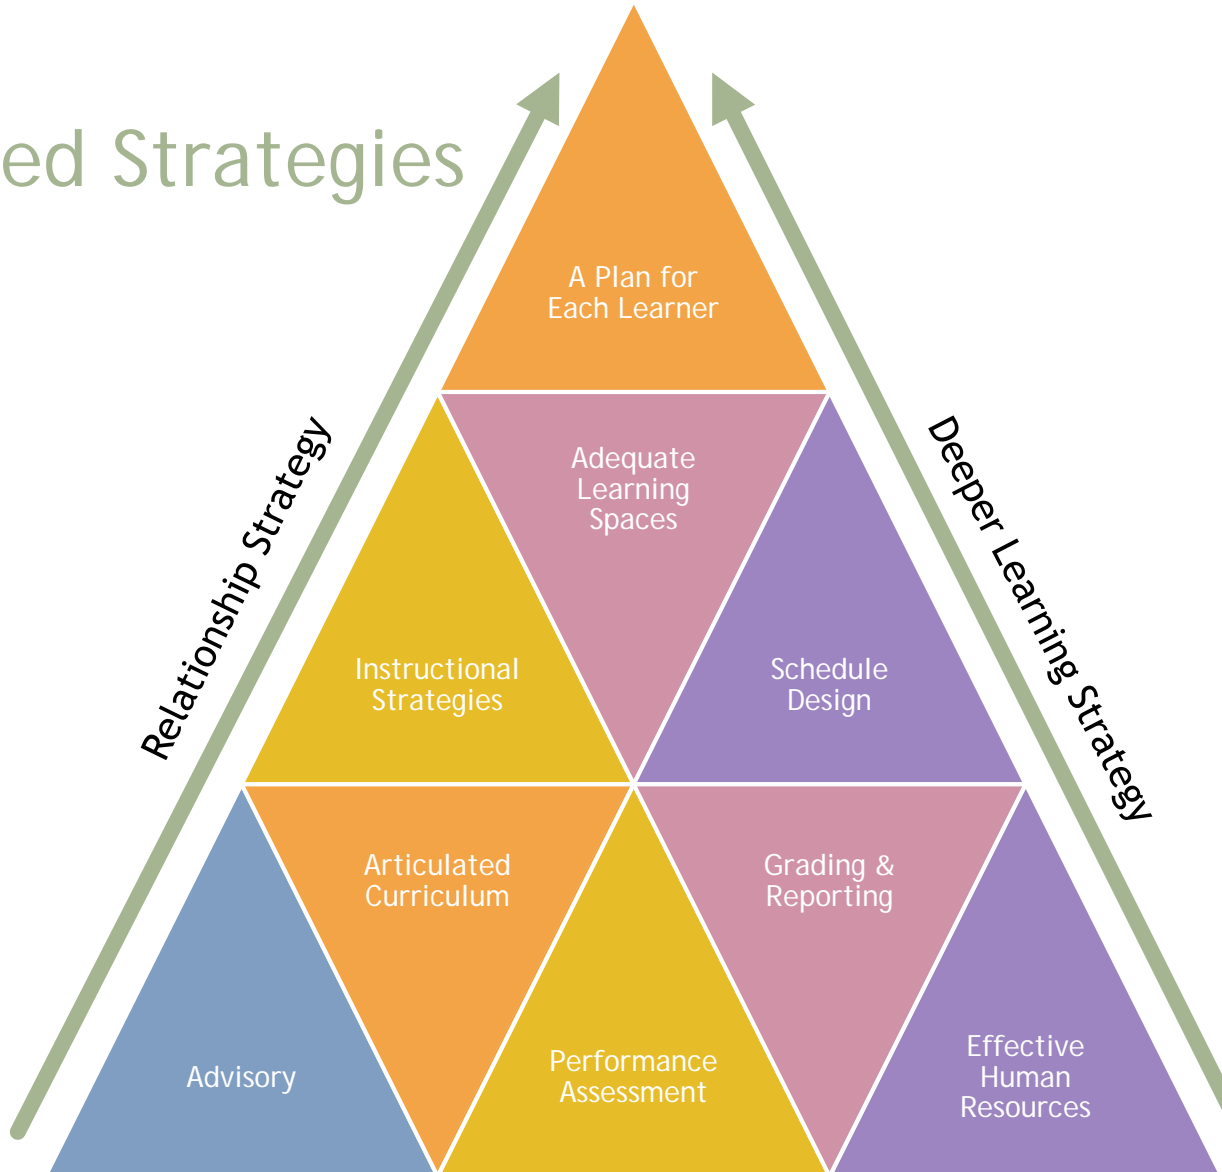 ed Strategies
A Plan for
Each Learner
Relationship Strategy
Deeper Learning Strategy
Adequate
Learning
Spaces
Instructional
Strategies
Schedule
Design
Articulated
Curriculum
Grading &
Reporting
Advisory
Performance
Assessment
Effective
Human
Resources